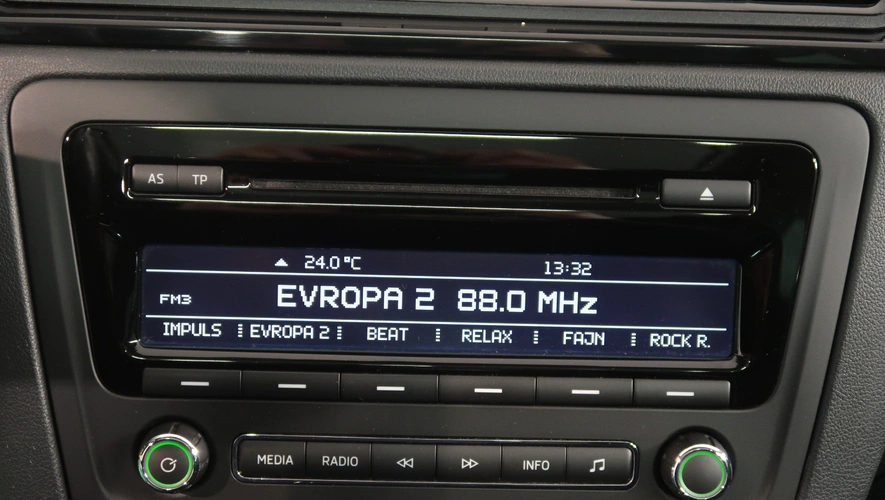 AS TP
24.0°C 13:32
FM3 EVROPA 2 88.0 MHz
IMPULS EVROPA 2 BEAT RELAX FAJN ROCK R.
MEDIA RADIO INFO